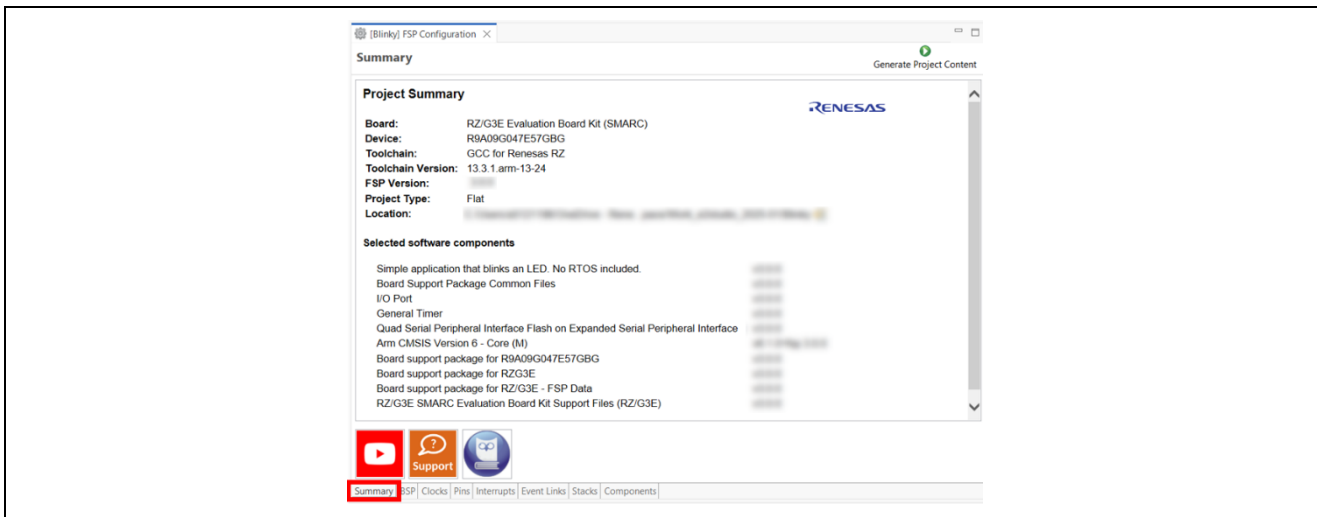 [Blinky] FSP Configuration
Summary
Generate Project Content
Project Summary
RENESAS
Board: RZ/G3E Evaluation Board Kit (SMARC)
Device: R9A09G047E57GBG
Toolchain: GCC for Renesas RZ
Toolchain Version: 13.3.1.arm-13-24
FSP Version:
Project Type: Flat
Location:
Selected software components
Simple application that blinks an LED. No RTOS included.
Board Support Package Common Files
I/O Port
General Timer
Quad Serial Peripheral Interface Flash on Expanded Serial Peripheral Interface
Arm CMSIS Version 6 - Core (M)
Board support package for R9A09G047E57GBG
Board support package for RZG3E
Board support package for RZ/G3E - FSP Data
RZ/G3E SMARC Evaluation Board Kit Support Files (RZ/G3E)
Support
Summary BSP Clocks Pins Interrupts Event Links Stacks Components